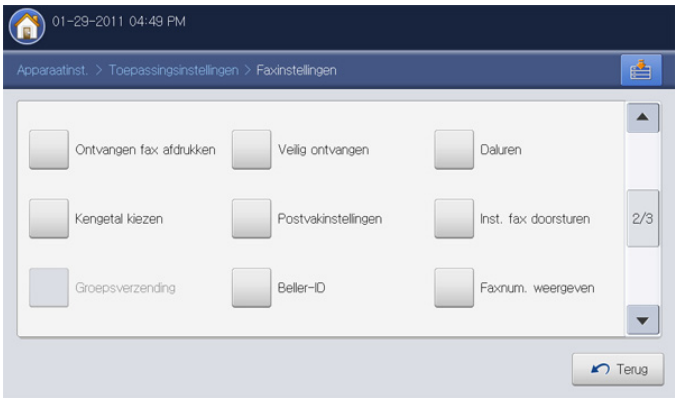 01-29-2011 04:49 PM
Apparaatinst. > Toepassingsinstellingen > Faxinstellingen
Ontvangen fax afdrukken Veilig ontvangen Daluren
Kengetal kiezen Postvakinstellingen Inst. fax doorsturen 2/3
Groepsverzending Beller-ID Faxnum. weergeven
Terug